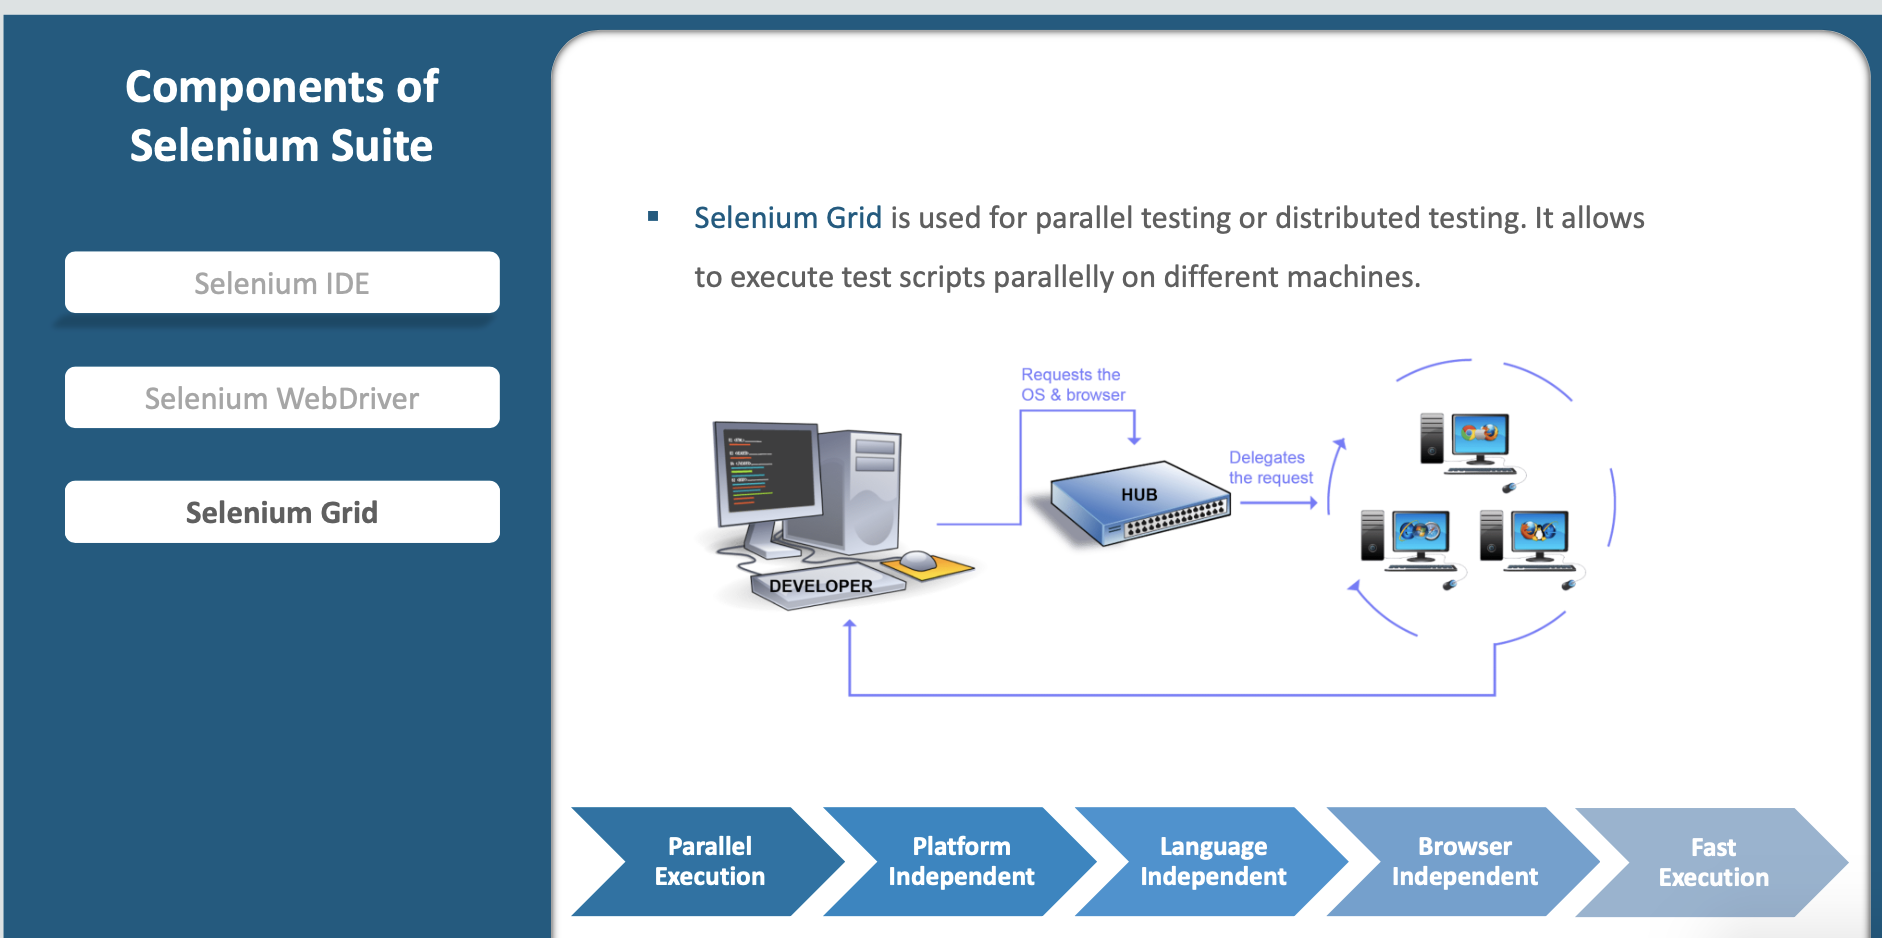 Components of
Selenium Suite
Selenium IDE
Selenium WebDriver
Selenium Grid
▪ Selenium Grid is used for parallel testing or distributed testing. It allows
to execute test scripts parallelly on different machines.
Requests the
OS & browser
HUB
Delegates
the request
DEVELOPER
Parallel
Execution
Platform
Independent
Language
Independent
Browser
Independent
Fast
Execution